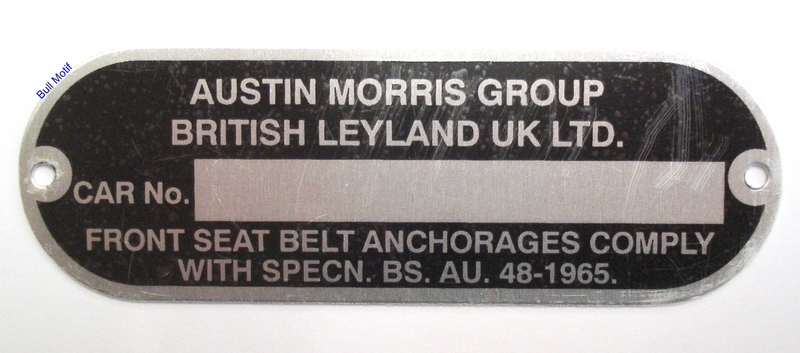 Bull Motif
AUSTIN MORRIS GROUP
BRITISH LEYLAND UK LTD.
CAR No.
FRONT SEAT BELT ANCHORAGES COMPLY
WITH SPECN. BS. AU. 48-1965.